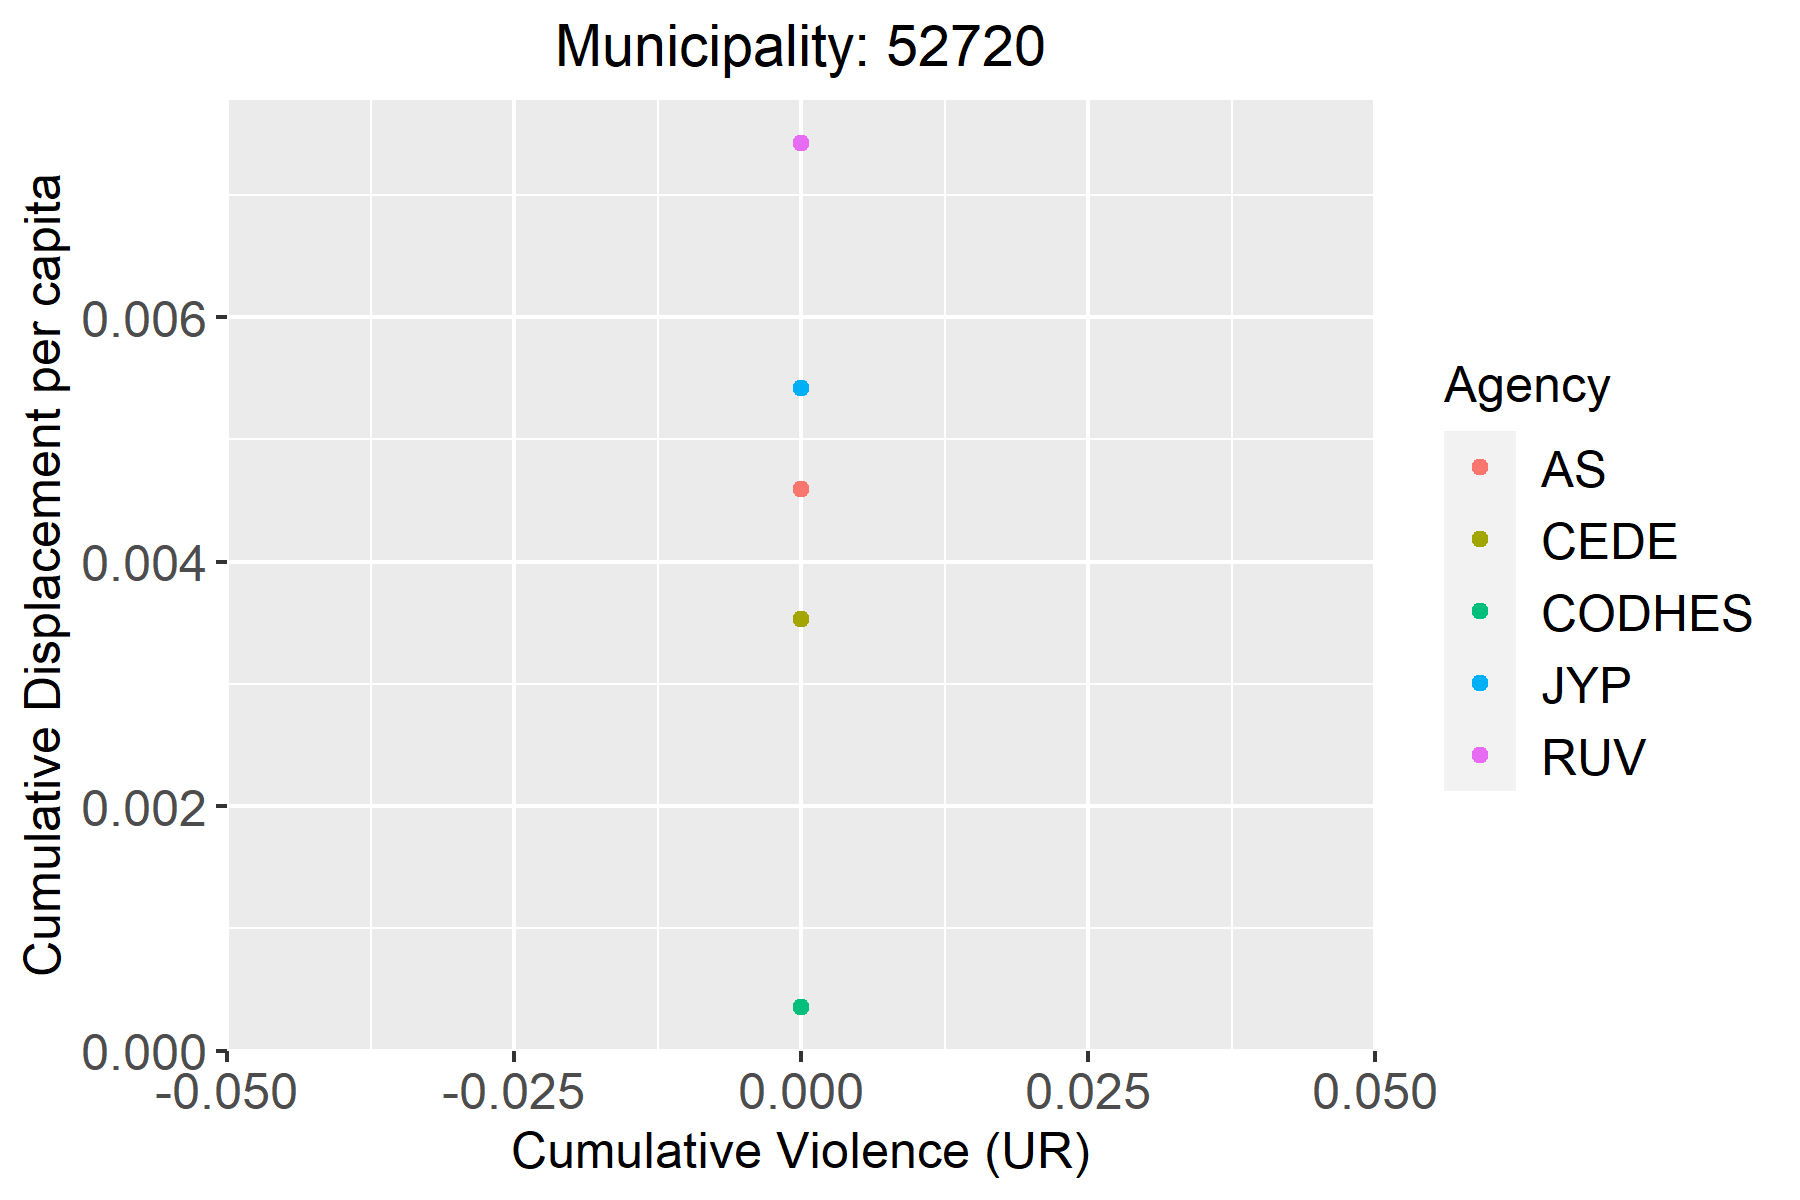 Municipality: 52720
Cumulative Displacement per capita
0.006
0.004
0.002
0.000
-0.050
-0.025
0.000
0.025
0.050
Cumulative Violence (UR)
Agency
AS
CEDE
CODHES
JYP
RUV